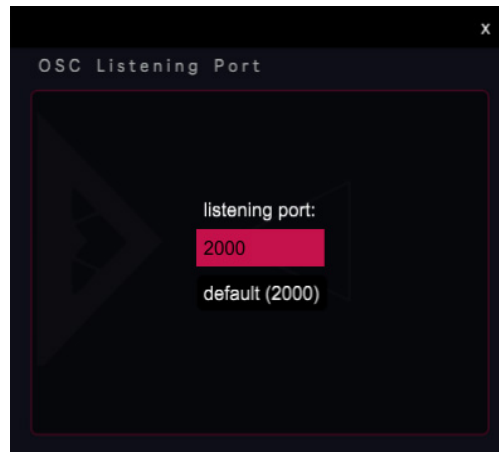 x
OSC Listening Port
listening port:
2000
default (2000)